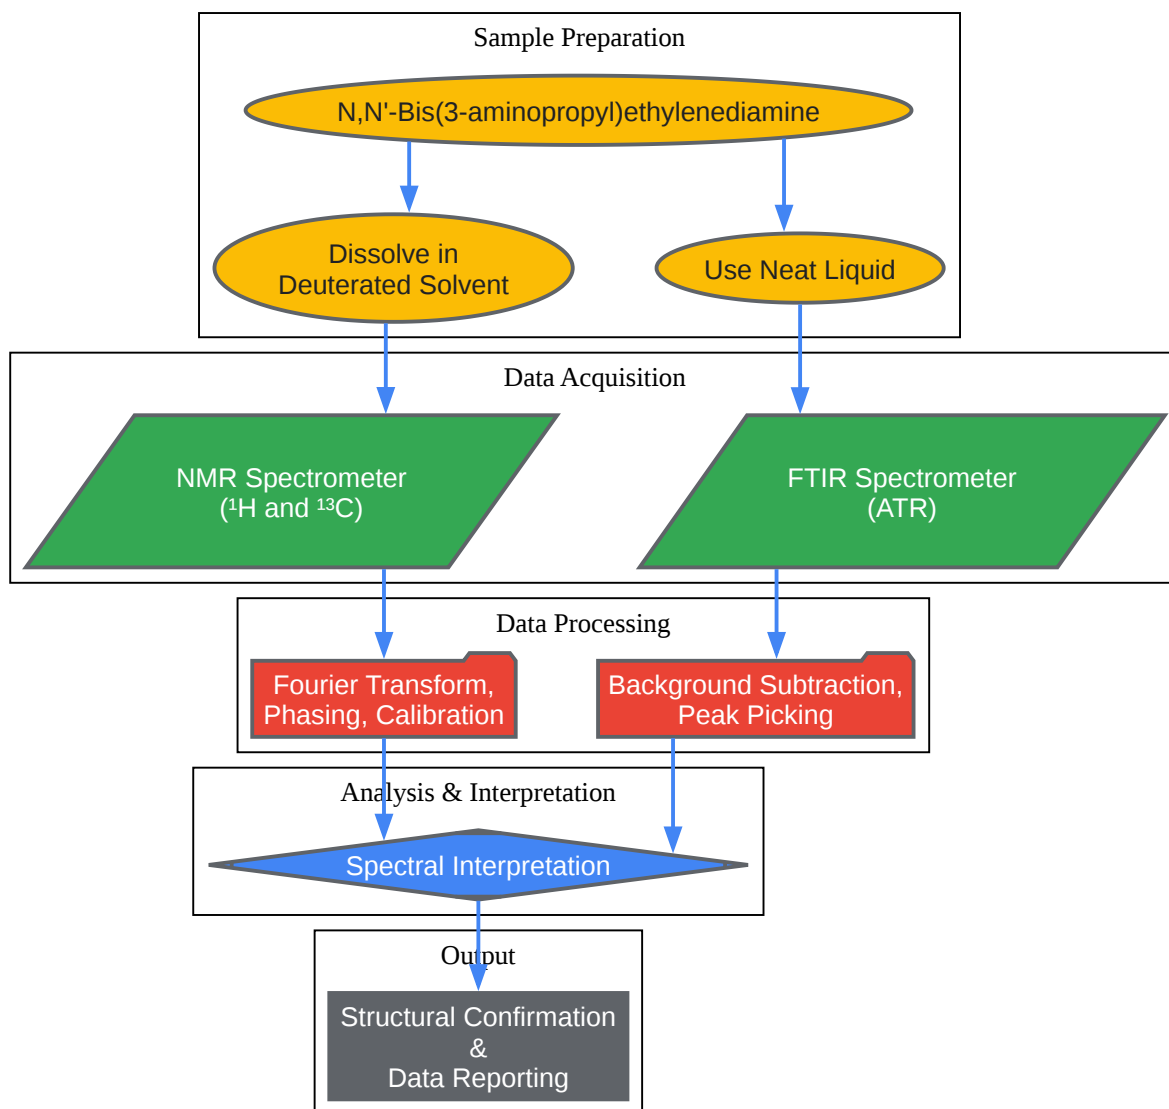 Sample Preparation
N,N'-Bis(3-aminopropyl)ethylenediamine
Dissolve in
Deuterated Solvent
Use Neat Liquid
Data Acquisition
NMR Spectrometer
(¹H and ¹³C)
FTIR Spectrometer
(ATR)
Data Processing
Fourier Transform,
Phasing, Calibration
Background Subtraction,
Peak Picking
Analysis & Interpretation
Spectral Interpretation
Output
Structural Confirmation
&
Data Reporting